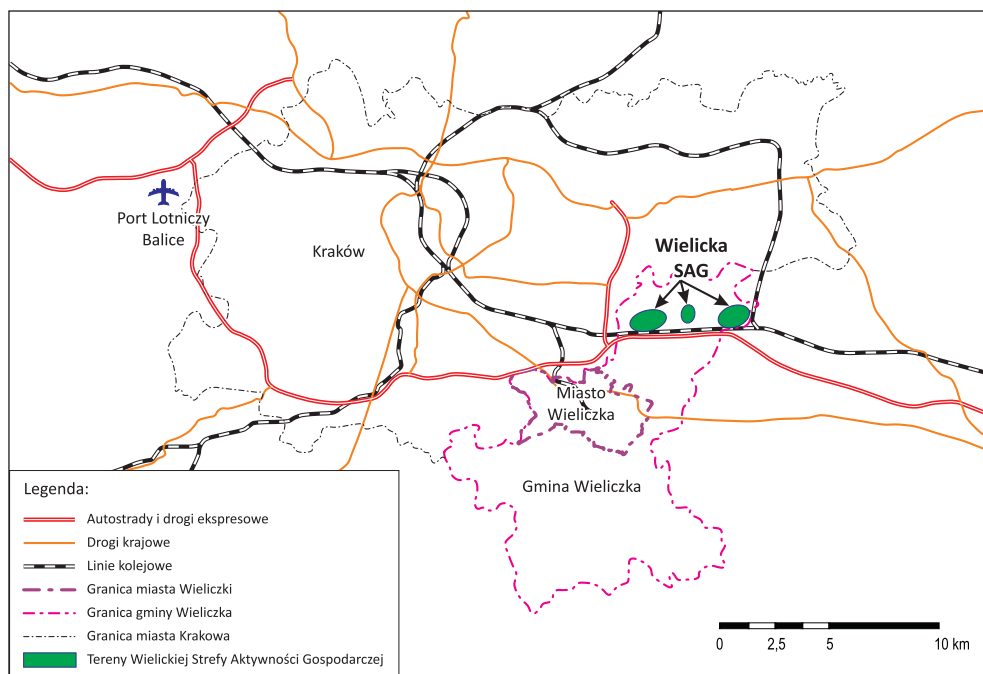 Port Lotniczy
Balice
Kraków
Wielicka
SAG
Miasto
Wieliczka
Gmina Wieliczka
Legenda:
Autostrady i drogi ekspresowe
Drogi krajowe
Linie kolejowe
Granica miasta Wieliczki
Granica gminy Wieliczka
Granica miasta Krakowa
Tereny Wielickiej Strefy Aktywności Gospodarczej
0 2,5 5 10 km